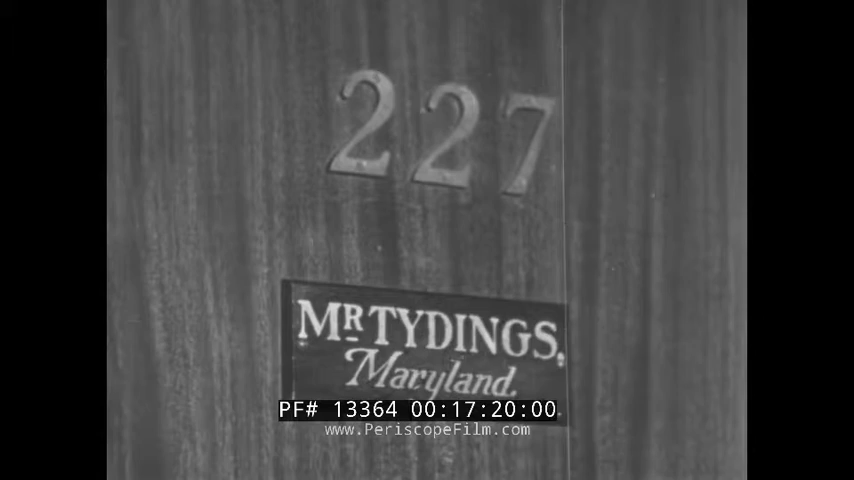 227
MR TYDINGS,
Maryland.
PF# 13364 00:17:20:00
www.PeriscopeFilm.com